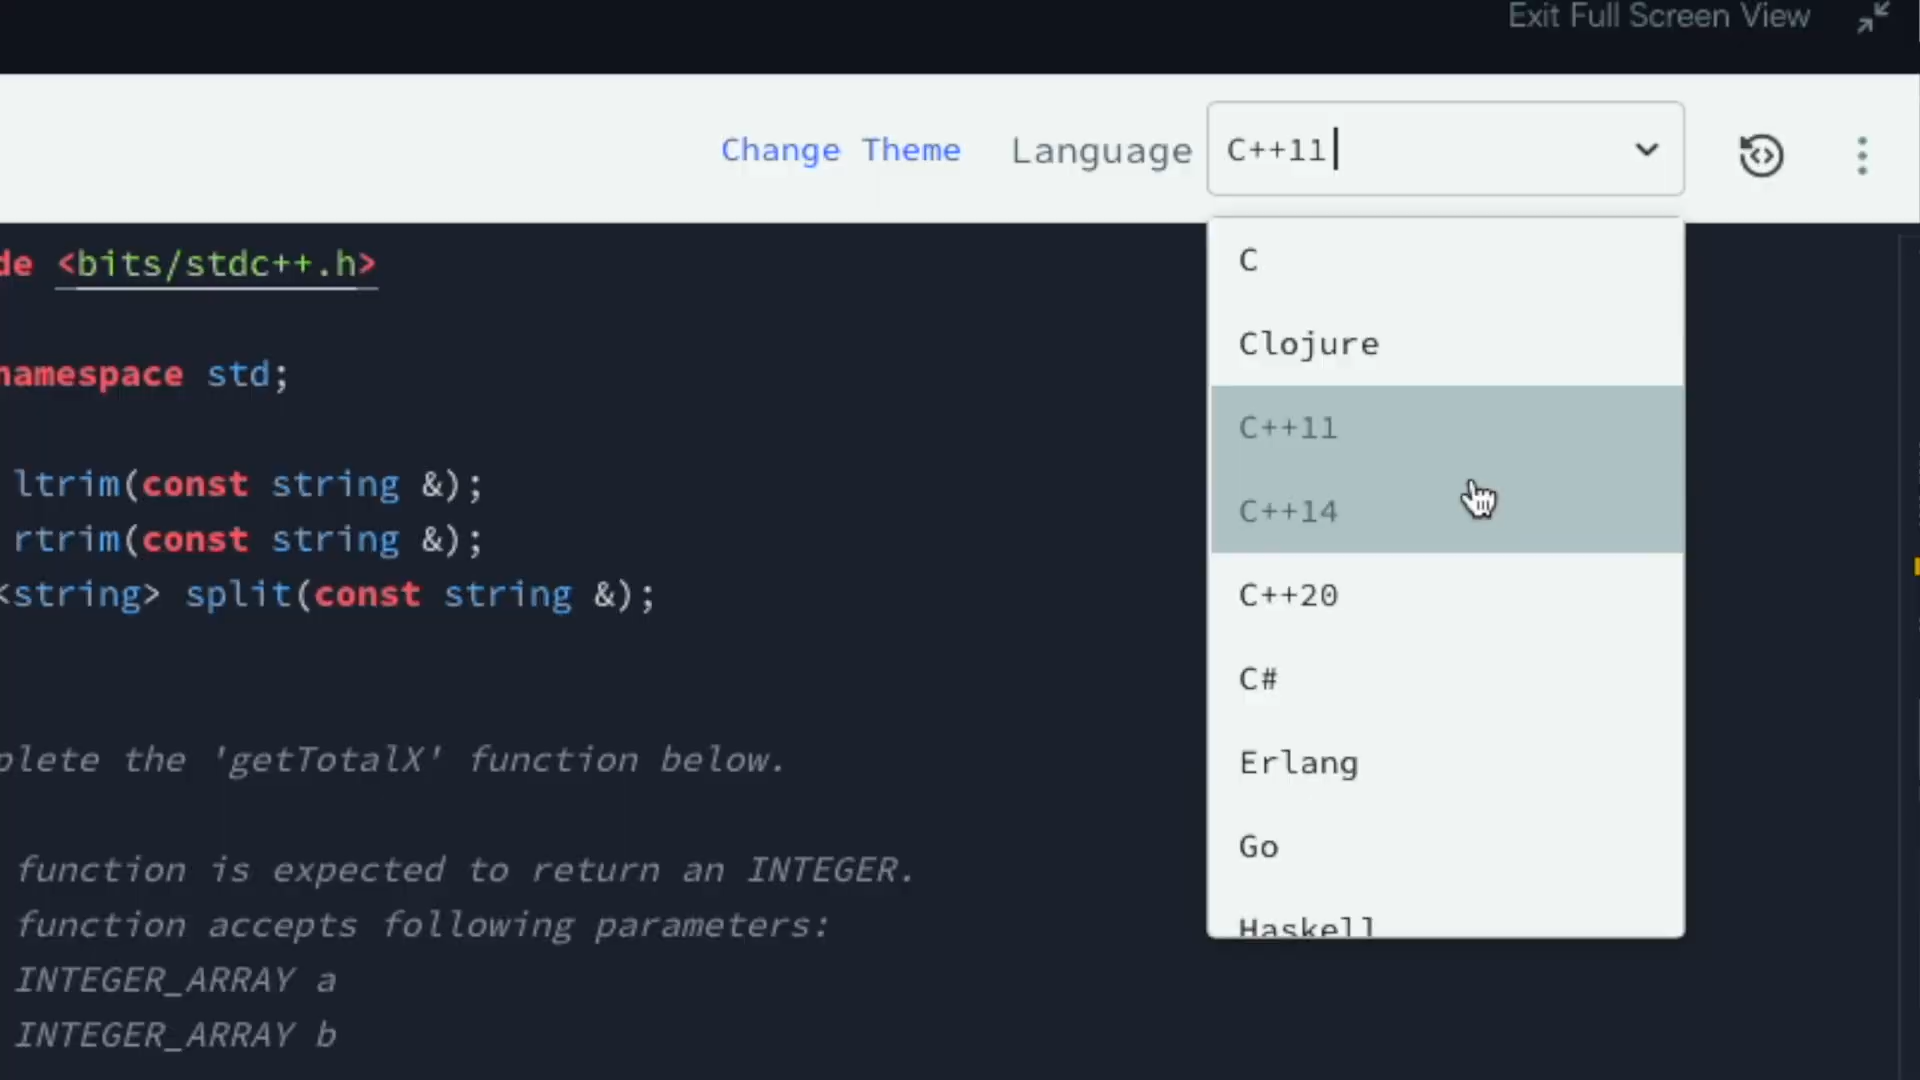 Exit Full Screen View
Change Theme Language C++11
C
Clojure
C++11
C++14
C++20
C#
Erlang
Go
Haskell
de <bits/stdc++.h>
namespace std;
ltrim(const string &);
rtrim(const string &);
<string> split(const string &);
plete the 'getTotalX' function below.
function is expected to return an INTEGER.
function accepts following parameters:
INTEGER_ARRAY a
INTEGER_ARRAY b